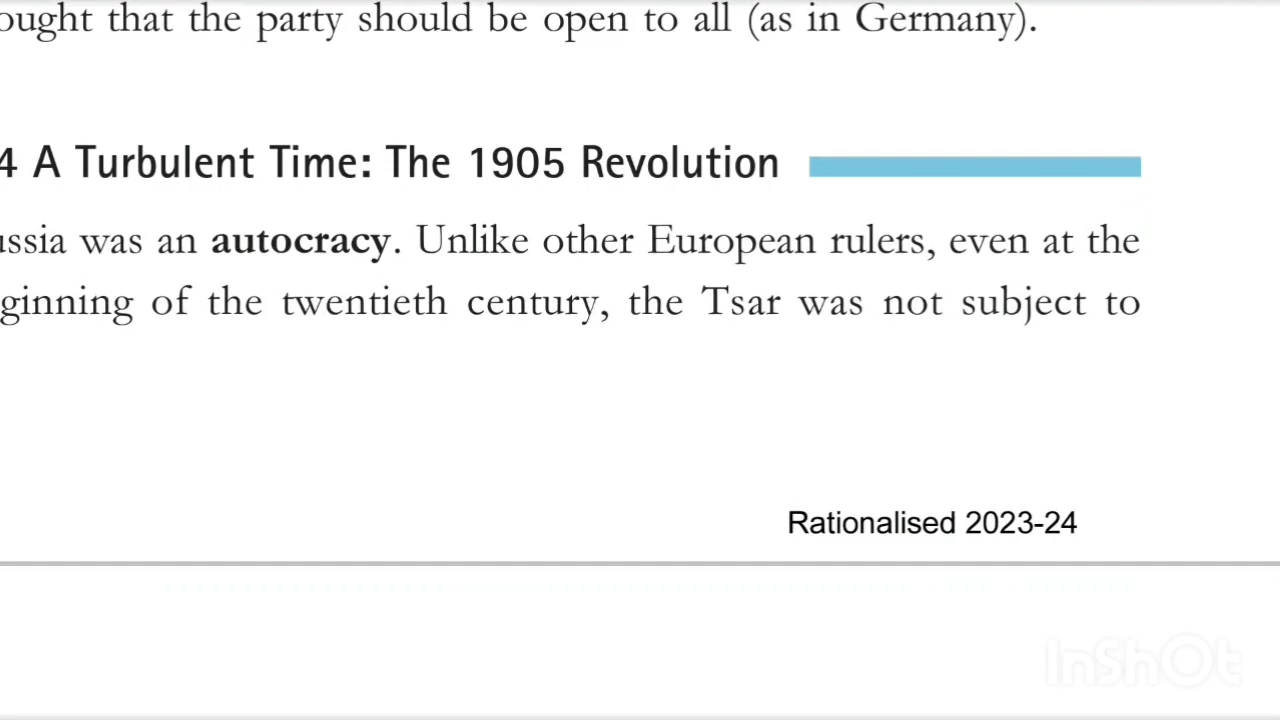 ought that the party should be open to all (as in Germany).
4 A Turbulent Time: The 1905 Revolution
ussia was an autocracy. Unlike other European rulers, even at the
ginning of the twentieth century, the Tsar was not subject to
Rationalised 2023-24
InShOt